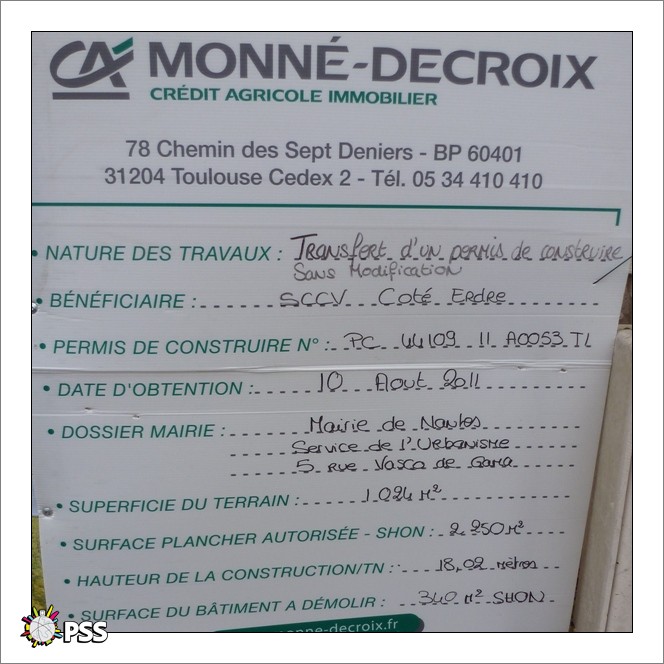 CA MONNÉ-DECROIX
CRÉDIT AGRICOLE IMMOBILIER
78 Chemin des Sept Deniers - BP 60401
31204 Toulouse Cedex 2 - Tél. 05 34 410 410
• NATURE DES TRAVAUX : Transfert d'un permis de construire
Sans Modification
• BÉNÉFICIAIRE : SCCV Coté Erdre
• PERMIS DE CONSTRUIRE N° : PC 44109 11 A0053 T1
• DATE D'OBTENTION : 10 Aout 2011
• DOSSIER MAIRIE : Mairie de Nantes
Service de l'Urbanisme
5 rue Vasco de Gama
• SUPERFICIE DU TERRAIN : 1 024 M²
• SURFACE PLANCHER AUTORISÉE - SHON : 2 250 M²
• HAUTEUR DE LA CONSTRUCTION/TN : 18,02 mètres
• SURFACE DU BÂTIMENT A DÉMOLIR : 340 M² SHON
onne-decroix.fr
PSS